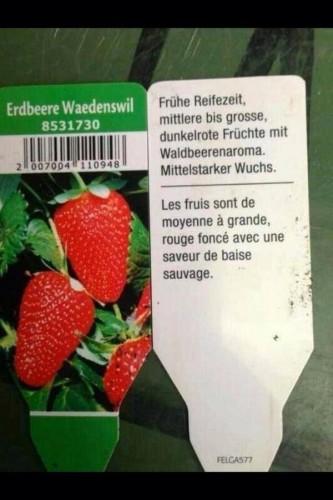 Erdbeere Waedenswil
8531730
2 007004 110948
Frühe Reifezeit,
mittlere bis grosse,
dunkelrote Früchte mit
Waldbeerenaroma.
Mittelstarker Wuchs.
Les fruis sont de
moyenne à grande,
rouge foncé avec une
saveur de baise
sauvage.
FELGA577